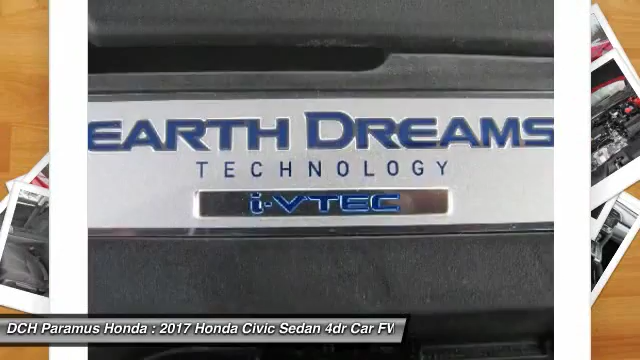 EARTH DREAMS
TECHNOLOGY
i-VTEC
DCH Paramus Honda : 2017 Honda Civic Sedan 4dr Car FV